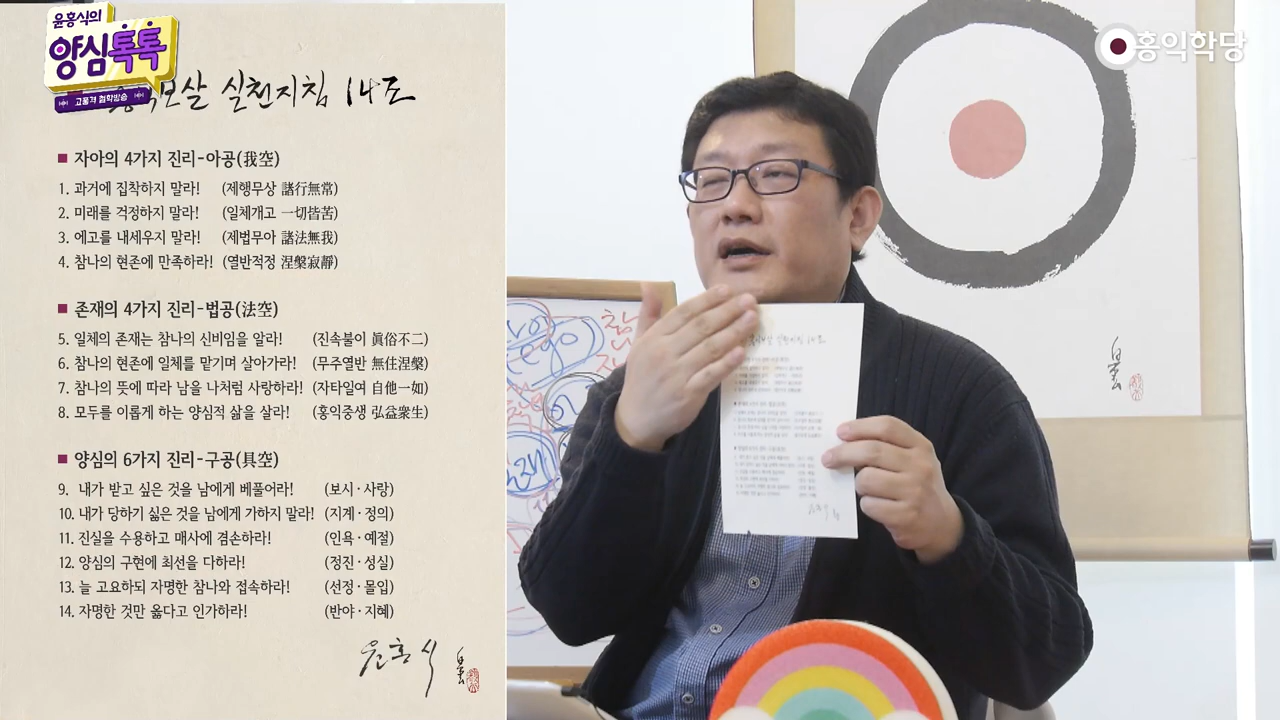 윤홍식의
양심톡톡
고품격 철학방송
보살 실천지침 14조
■ 자아의 4가지 진리-아공(我空)
1. 과거에 집착하지 말라! (제행무상 諸行無常)
2. 미래를 걱정하지 말라! (일체개고 一切皆苦)
3. 에고를 내세우지 말라! (제법무아 諸法無我)
4. 참나의 현존에 만족하라! (열반적정 涅槃寂靜)
■ 존재의 4가지 진리-법공(法空)
5. 일체의 존재는 참나의 신비임을 알라! (진속불이 眞俗不二)
6. 참나의 현존에 일체를 맡기며 살아가라! (무주열반 無住涅槃)
7. 참나의 뜻에 따라 남을 나처럼 사랑하라! (자타일여 自他一如)
8. 모두를 이롭게 하는 양심적 삶을 살라! (홍익중생 弘益衆生)
■ 양심의 6가지 진리-구공(具空)
9. 내가 받고 싶은 것을 남에게 베풀어라! (보시·사랑)
10. 내가 당하기 싫은 것을 남에게 가하지 말라! (지계·정의)
11. 진실을 수용하고 매사에 겸손하라! (인욕·예절)
12. 양심의 구현에 최선을 다하라! (정진·성실)
13. 늘 고요하되 자명한 참나와 접속하라! (선정·몰입)
14. 자명한 것만 옳다고 인가하라! (반야·지혜)
윤홍식
홍익학당
ego
참나